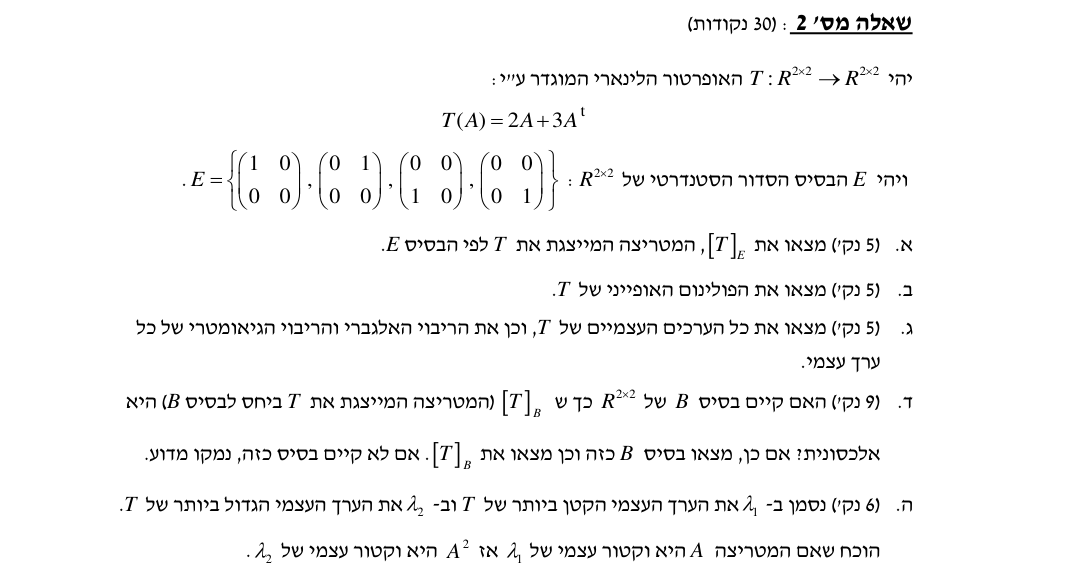 שאלה מס' 2 : (30 נקודות)
יהי T : R^{2×2} → R^{2×2} האופרטור הלינארי המוגדר ע"י:
T(A) = 2A + 3A^t
ויהי E הבסיס הסדור הסטנדרטי של R^{2×2} : E = {(1 0 / 0 0), (0 1 / 0 0), (0 0 / 1 0), (0 0 / 0 1)} .
א. (5 נק') מצאו את [T]_E, המטריצה המייצגת את T לפי הבסיס E.
ב. (5 נק') מצאו את הפולינום האופייני של T.
ג. (5 נק') מצאו את כל הערכים העצמיים של T, וכן את הריבוי האלגברי והריבוי הגיאומטרי של כל
ערך עצמי.
ד. (9 נק') האם קיים בסיס B של R^{2×2} כך ש [T]_B (המטריצה המייצגת את T ביחס לבסיס B) היא
אלכסונית? אם כן, מצאו בסיס B כזה וכן מצאו את [T]_B. אם לא קיים בסיס כזה, נמקו מדוע.
ה. (6 נק') נסמן ב- λ₁ את הערך העצמי הקטן ביותר של T וב- λ₂ את הערך העצמי הגדול ביותר של T.
הוכח שאם המטריצה A היא וקטור עצמי של λ₁ אז A² היא וקטור עצמי של λ₂ .